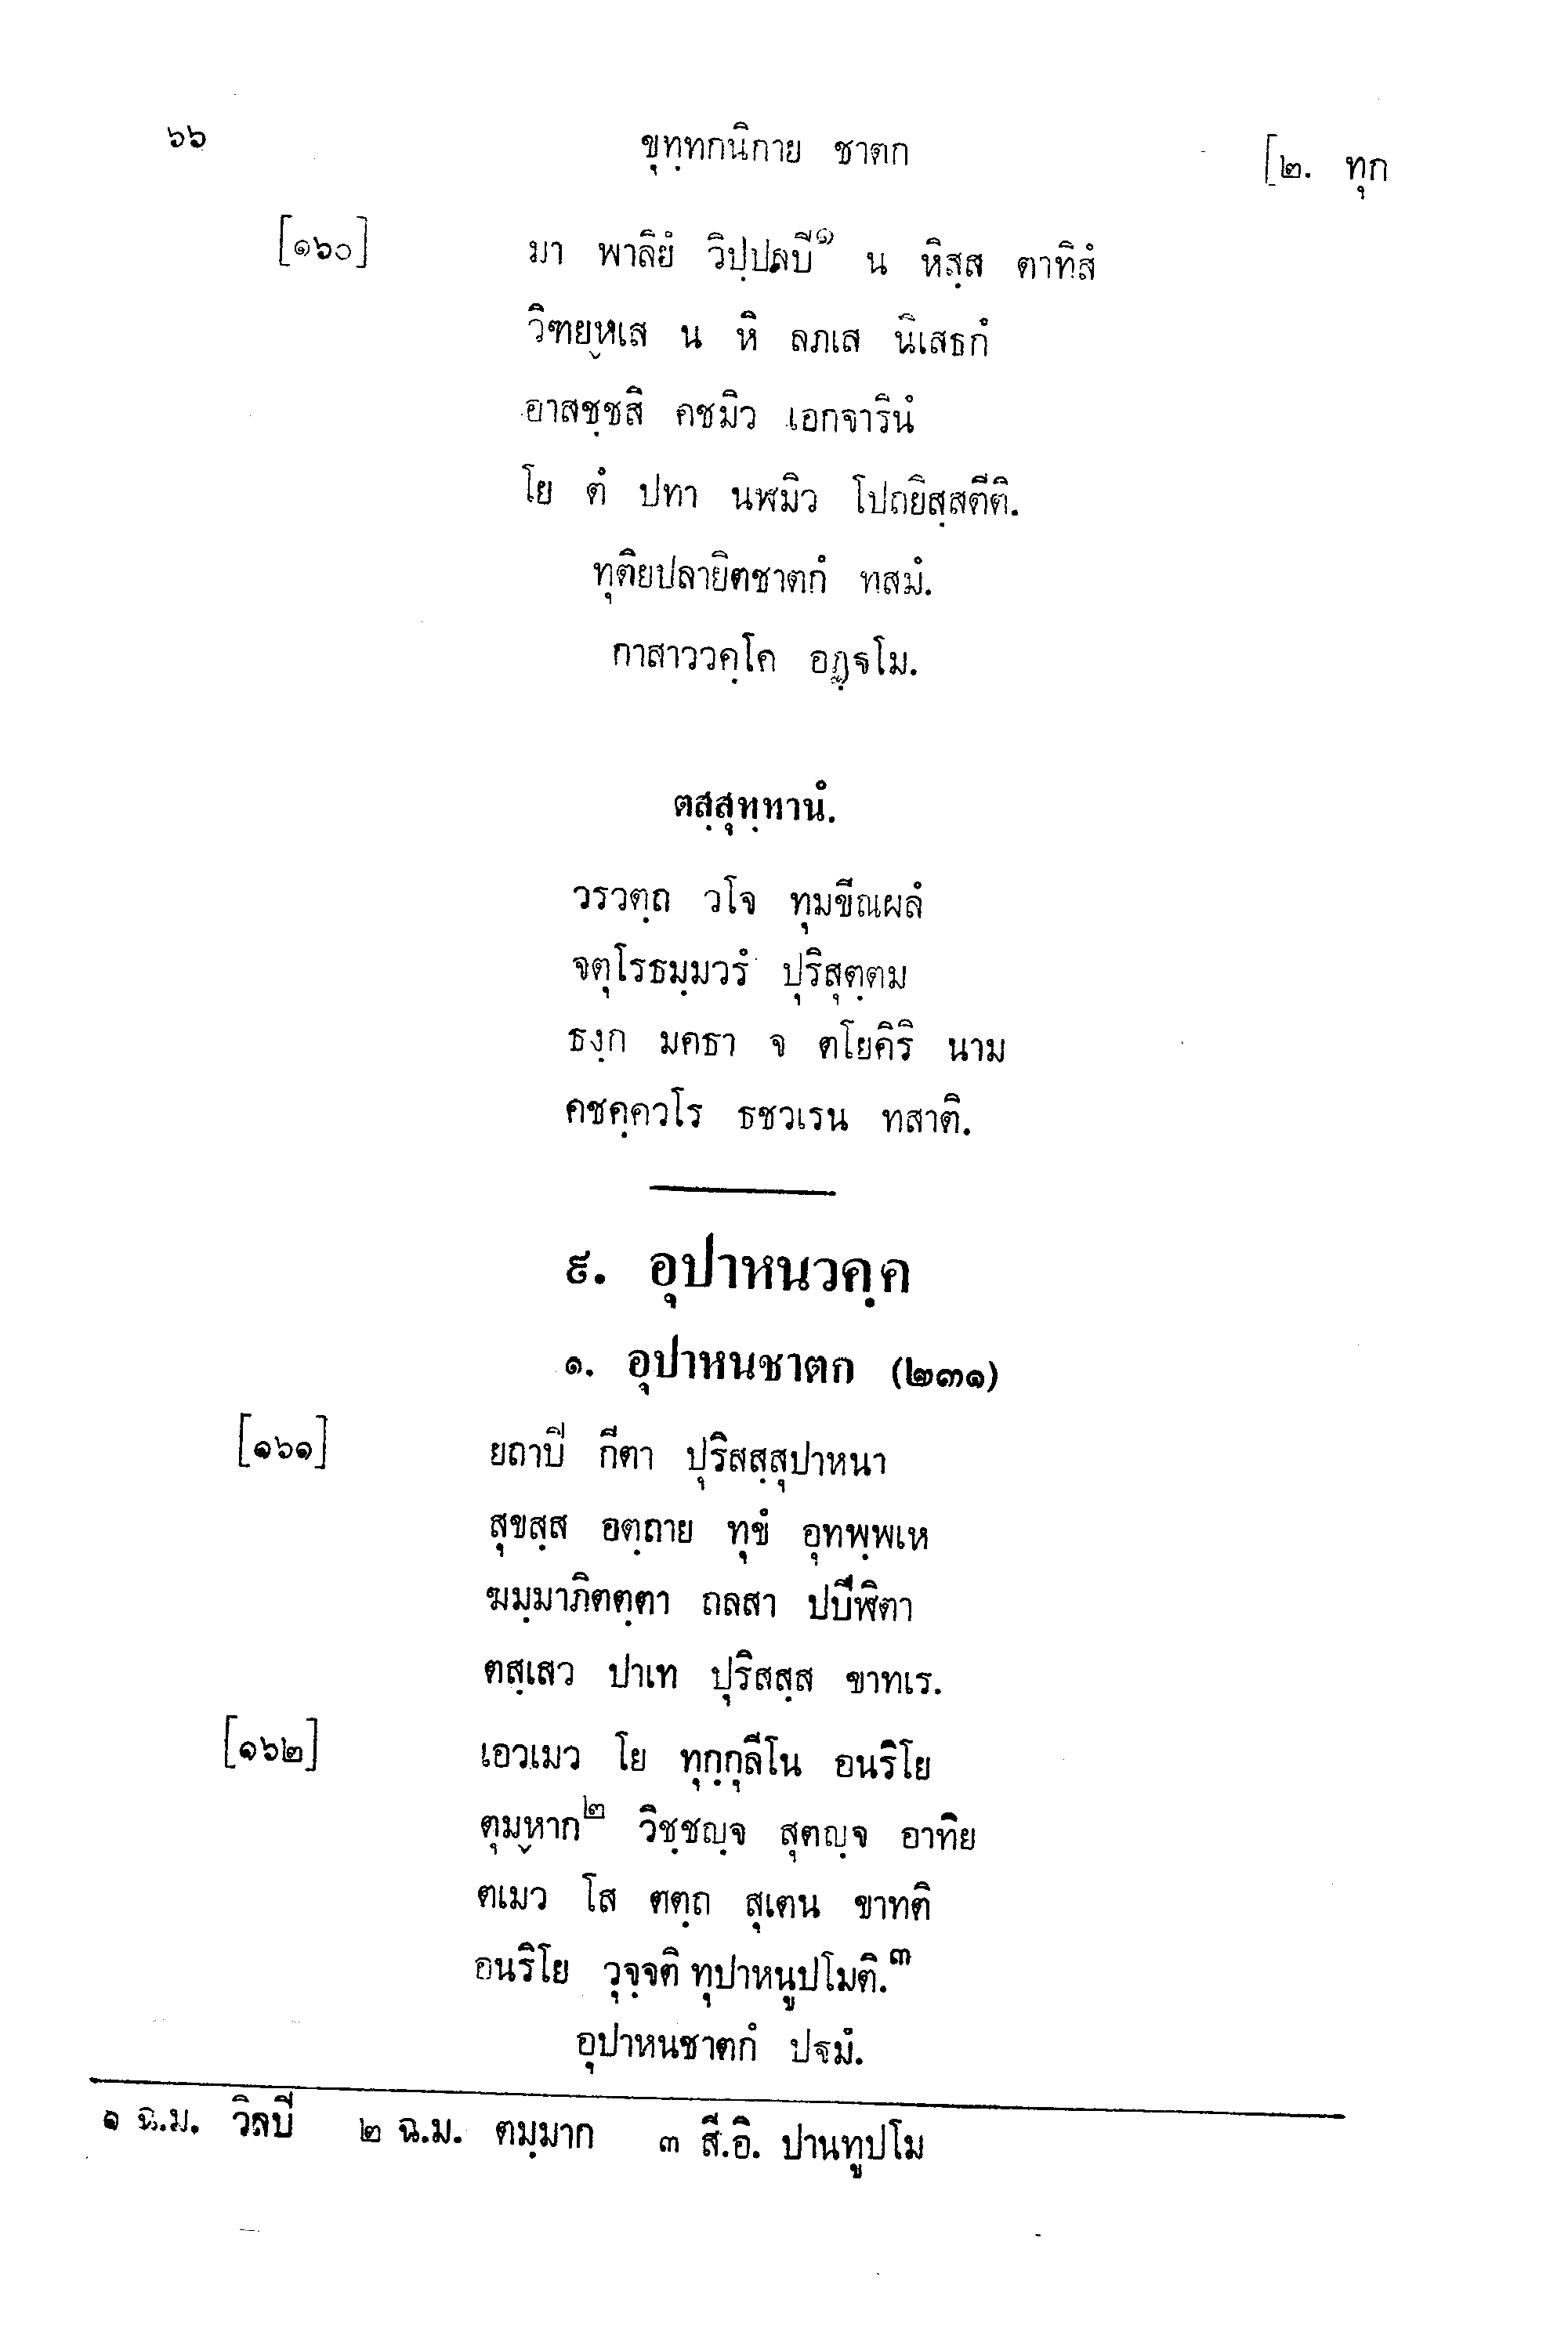 ๖๖ ขุทฺทกนิกาย ชาตก [๒. ทุก
[๑๖๐] มา พาลิยํ วิปฺปลปี๑ น หิสฺส ตาทิสํ
วิฑยฺหเส น หิ ลภเส นิเสธกํ
อาสชฺชสิ คชมิว เอกจารินํ
โย ตํ ปทา นฬมิว โปถยิสฺสตีติ.
ทุติยปลายิตชาตกํ ทสมํ.
กาสาววคฺโค อฏฺฐโม.
ตสฺสุทฺทานํ.
วรวตฺถ วโจ ทุมขีณผลํ
จตุโรธมฺมวรํ ปุริสุตฺตม
ธงฺก มคธา จ ตโยคิริ นาม
คชคฺควโร ธชวเรน ทสาติ.
๙. อุปาหนวคฺค
๑. อุปาหนชาตก (๒๓๑)
[๑๖๑] ยถาปี กีตา ปุริสสฺสุปาหนา
สุขสฺส อตฺถาย ทุขํ อุทพฺพเห
ฆมฺมาภิตตฺตา ถลสา ปปีฬิตา
ตสฺเสว ปาเท ปุริสสฺส ขาทเร.
[๑๖๒] เอวเมว โย ทุกฺกุลีโน อนริโย
ตุมฺหาก๒ วิชฺชญฺจ สุตญฺจ อาทิย
ตเมว โส ตตฺถ สุเตน ขาทติ
อนริโย วุจฺจติ ทุปาหนูปโมติ.๓
อุปาหนชาตกํ ปฐมํ.
๑ ฉ.ม. วิลปี ๒ ฉ.ม. ตมฺมาก ๓ สี.อิ. ปานทูปโม